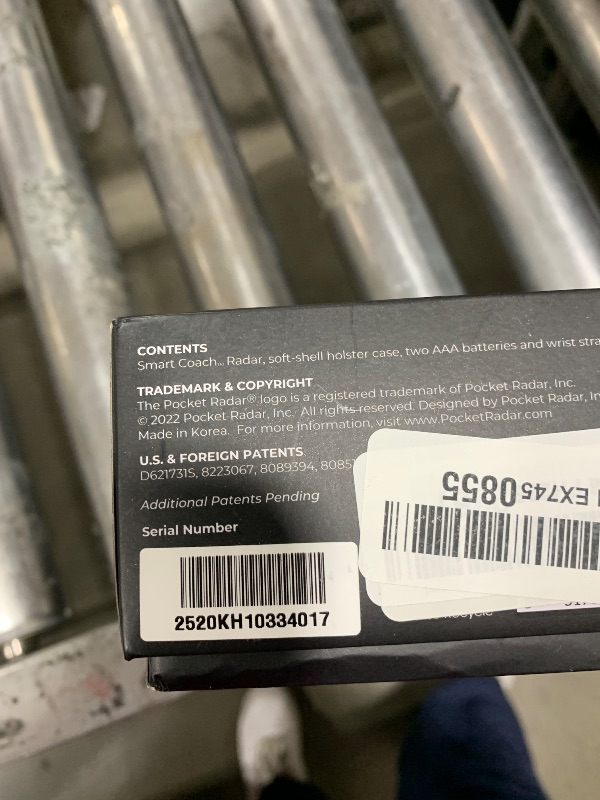 CONTENTS
Smart Coach™ Radar, soft-shell holster case, two AAA batteries and wrist stra
TRADEMARK & COPYRIGHT
The Pocket Radar® logo is a registered trademark of Pocket Radar, Inc.
© 2022 Pocket Radar, Inc. All rights reserved. Designed by Pocket Radar, In
Made in Korea. For more information, visit www.PocketRadar.com
U.S. & FOREIGN PATENTS
D621731S, 8223067, 8089394, 8085
Additional Patents Pending
Serial Number
2520KH10334017
EX7450855